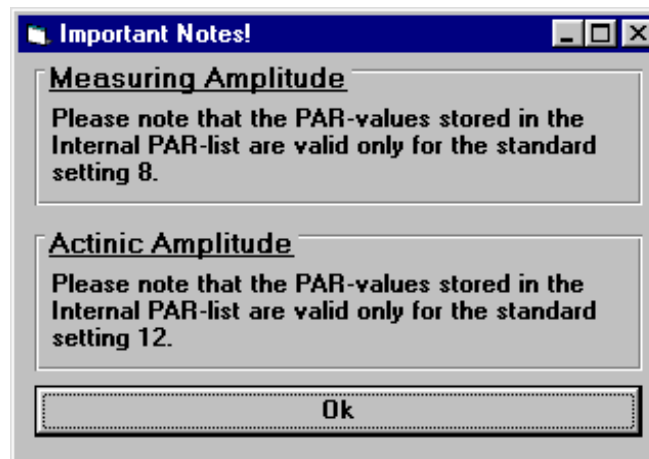 Important Notes!
Measuring Amplitude
Please note that the PAR-values stored in the
Internal PAR-list are valid only for the standard
setting 8.
Actinic Amplitude
Please note that the PAR-values stored in the
Internal PAR-list are valid only for the standard
setting 12.
Ok